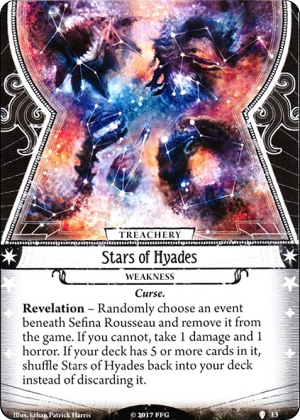 TREACHERY
Stars of Hyades
WEAKNESS
Curse.
Revelation – Randomly choose an event
beneath Sefina Rousseau and remove it from
the game. If you cannot, take 1 damage and 1
horror. If your deck has 5 or more cards in it,
shuffle Stars of Hyades back into your deck
instead of discarding it.
Illus. Ethan Patrick Harris © 2017 FFG 13